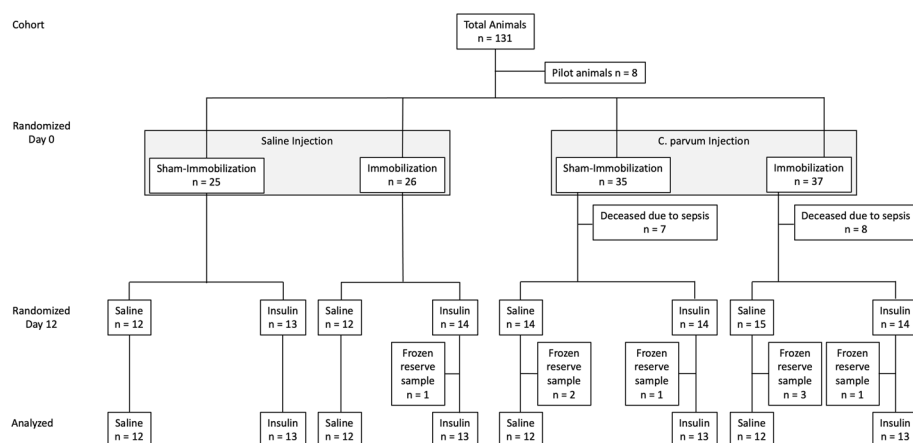 Cohort
Total Animals
n = 131
Pilot animals n = 8
Randomized
Day 0
Saline Injection
C. parvum Injection
Sham-Immobilization
n = 25
Immobilization
n = 26
Sham-Immobilization
n = 35
Immobilization
n = 37
Deceased due to sepsis
n = 7
Deceased due to sepsis
n = 8
Randomized
Day 12
Saline
n = 12
Insulin
n = 13
Saline
n = 12
Insulin
n = 14
Saline
n = 14
Insulin
n = 14
Saline
n = 15
Insulin
n = 14
Frozen
reserve
sample
n = 1
Frozen
reserve
sample
n = 2
Frozen
reserve
sample
n = 1
Frozen
reserve
sample
n = 3
Frozen
reserve
sample
n = 1
Analyzed
Saline
n = 12
Insulin
n = 13
Saline
n = 12
Insulin
n = 13
Saline
n = 12
Insulin
n = 13
Saline
n = 12
Insulin
n = 13